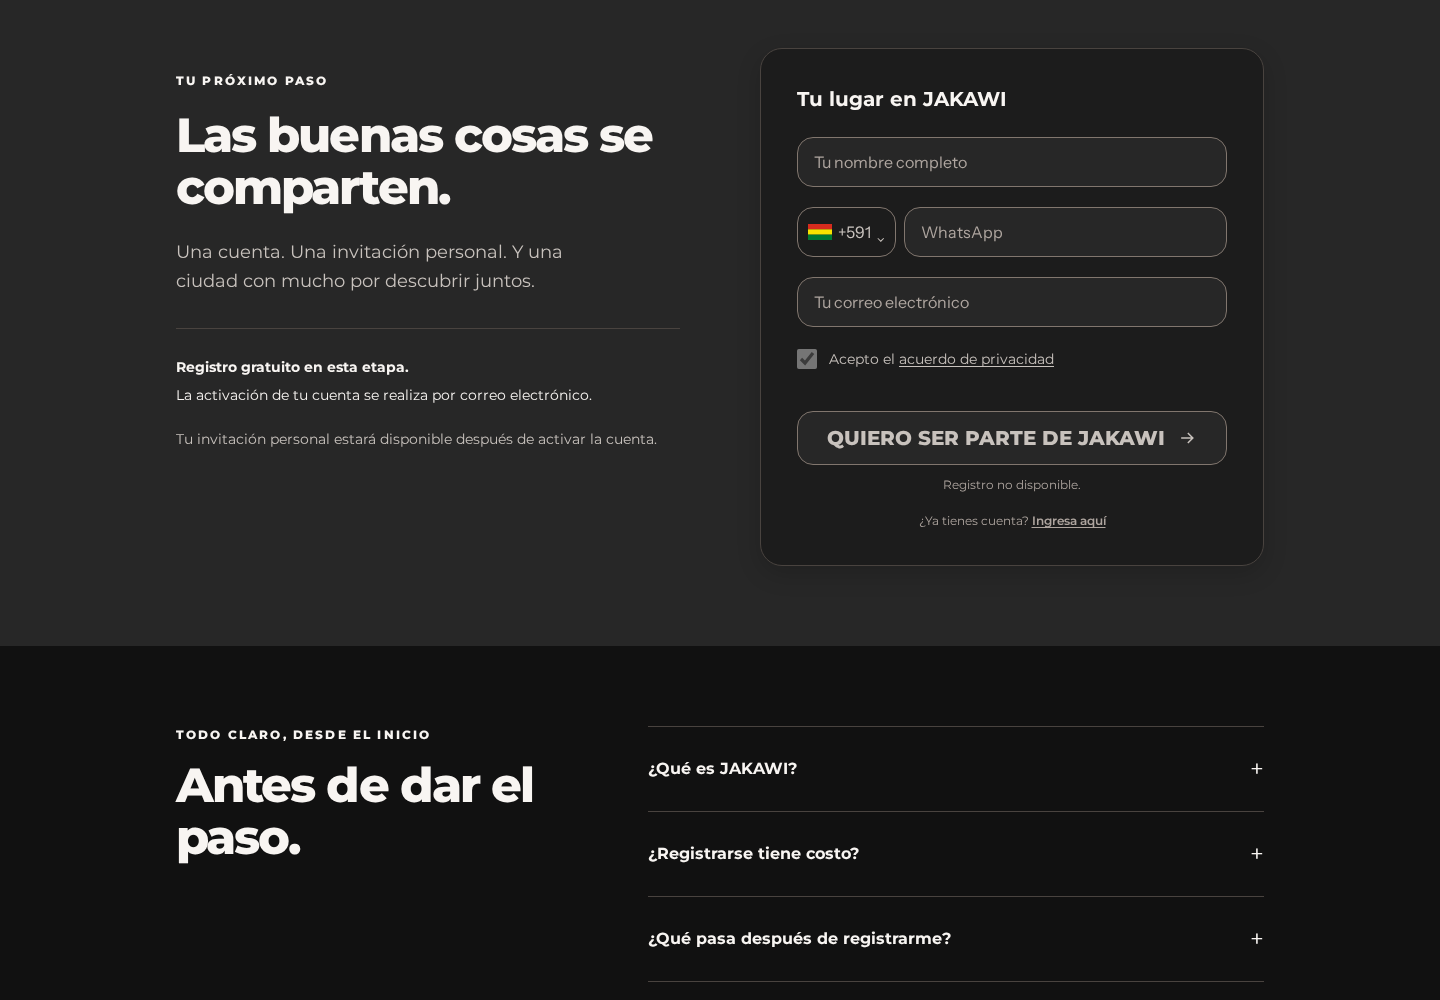 TU PRÓXIMO PASO
Las buenas cosas se
comparten.
Una cuenta. Una invitación personal. Y una
ciudad con mucho por descubrir juntos.
Registro gratuito en esta etapa.
La activación de tu cuenta se realiza por correo electrónico.
Tu invitación personal estará disponible después de activar la cuenta.
Tu lugar en JAKAWI
Tu nombre completo
+591 WhatsApp
Tu correo electrónico
Acepto el acuerdo de privacidad
QUIERO SER PARTE DE JAKAWI →
Registro no disponible.
¿Ya tienes cuenta? Ingresa aquí
TODO CLARO, DESDE EL INICIO
Antes de dar el
paso.
¿Qué es JAKAWI? +
¿Registrarse tiene costo? +
¿Qué pasa después de registrarme? +